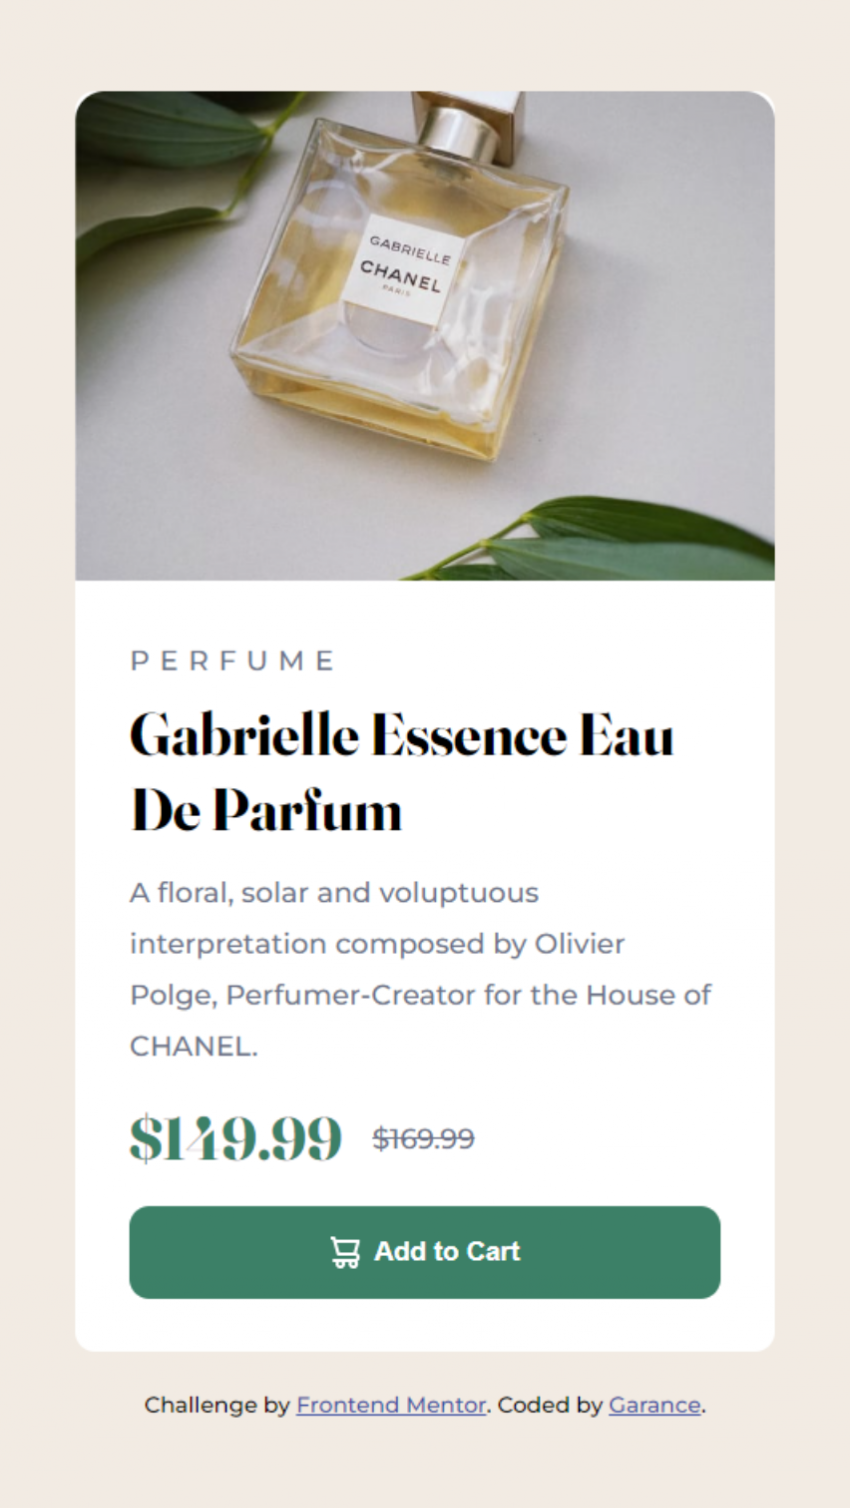 GABRIELLE
CHANEL
PARIS
PERFUME
Gabrielle Essence Eau
De Parfum
A floral, solar and voluptuous
interpretation composed by Olivier
Polge, Perfumer-Creator for the House of
CHANEL.
$149.99 $169.99
Add to Cart
Challenge by Frontend Mentor. Coded by Garance.